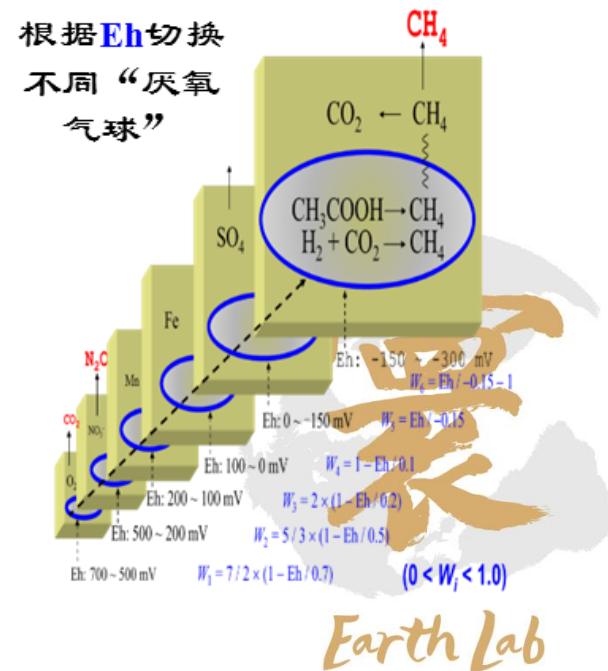 根据Eh切换
不同“厌氧
气球”
CH₄
CO₂ ← CH₄
CH₃COOH→CH₄
H₂ + CO₂→CH₄
SO₄
Fe
Mn
N₂O
NO₃⁻
CO₂
O₂
Eh: -150 ~ -300 mV
W₆ = Eh / -0.15 - 1
Eh: 0 ~ -150 mV
W₅ = Eh / -0.15
Eh: 100 ~ 0 mV
W₄ = 1 - Eh / 0.1
Eh: 200 ~ 100 mV
W₃ = 2 × (1 - Eh / 0.2)
Eh: 500 ~ 200 mV
W₂ = 5 / 3 × (1 - Eh / 0.5)
Eh: 700 ~ 500 mV
W₁ = 7 / 2 × (1 - Eh / 0.7)
(0 < Wᵢ < 1.0)
Earth Lab